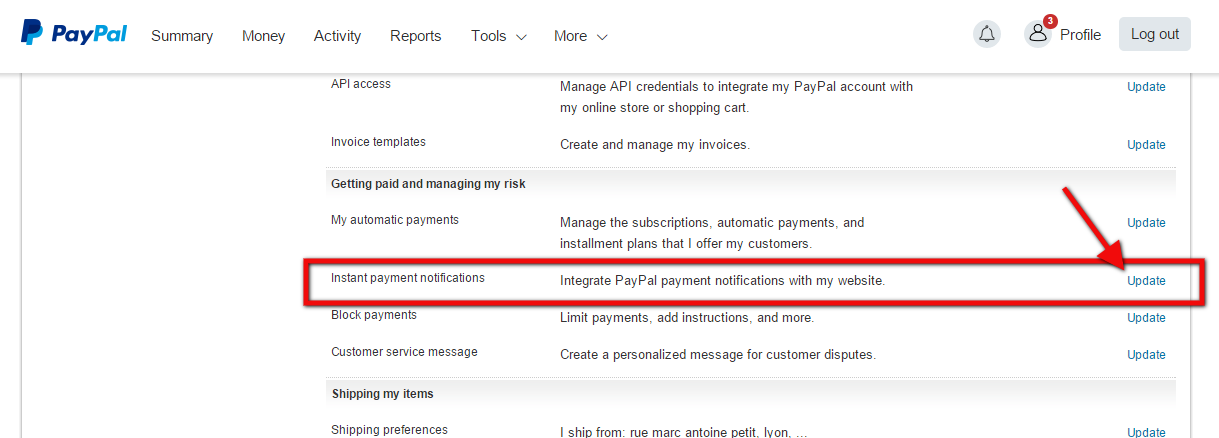 PayPal Summary Money Activity Reports Tools More 3 Profile Log out
API access Manage API credentials to integrate my PayPal account with Update
my online store or shopping cart.
Invoice templates Create and manage my invoices. Update
Getting paid and managing my risk
My automatic payments Manage the subscriptions, automatic payments, and Update
installment plans that I offer my customers.
Instant payment notifications Integrate PayPal payment notifications with my website. Update
Block payments Limit payments, add instructions, and more. Update
Customer service message Create a personalized message for customer disputes. Update
Shipping my items
Shipping preferences I ship from: rue marc antoine petit, lyon, ... Update